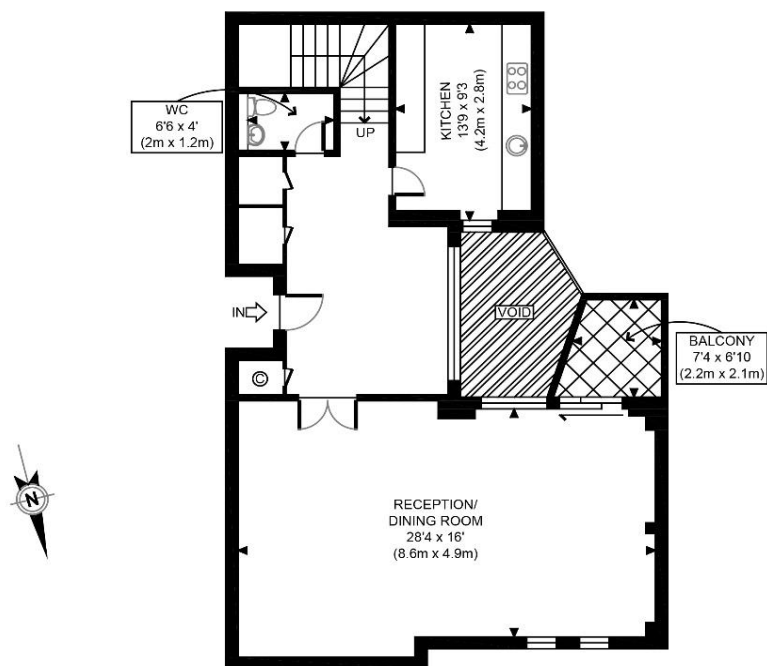 WC
6'6 x 4'
(2m x 1.2m)
UP
KITCHEN
13'9 x 9'3
(4.2m x 2.8m)
IN
VOID
BALCONY
7'4 x 6'10
(2.2m x 2.1m)
C
N
RECEPTION/
DINING ROOM
28'4 x 16'
(8.6m x 4.9m)